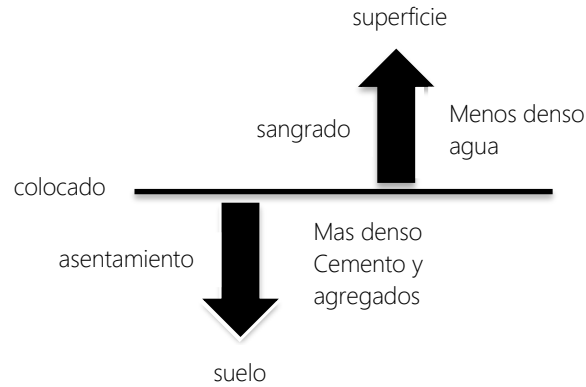 superficie
sangrado
Menos denso
agua
colocado
asentamiento
Mas denso
Cemento y
agregados
suelo